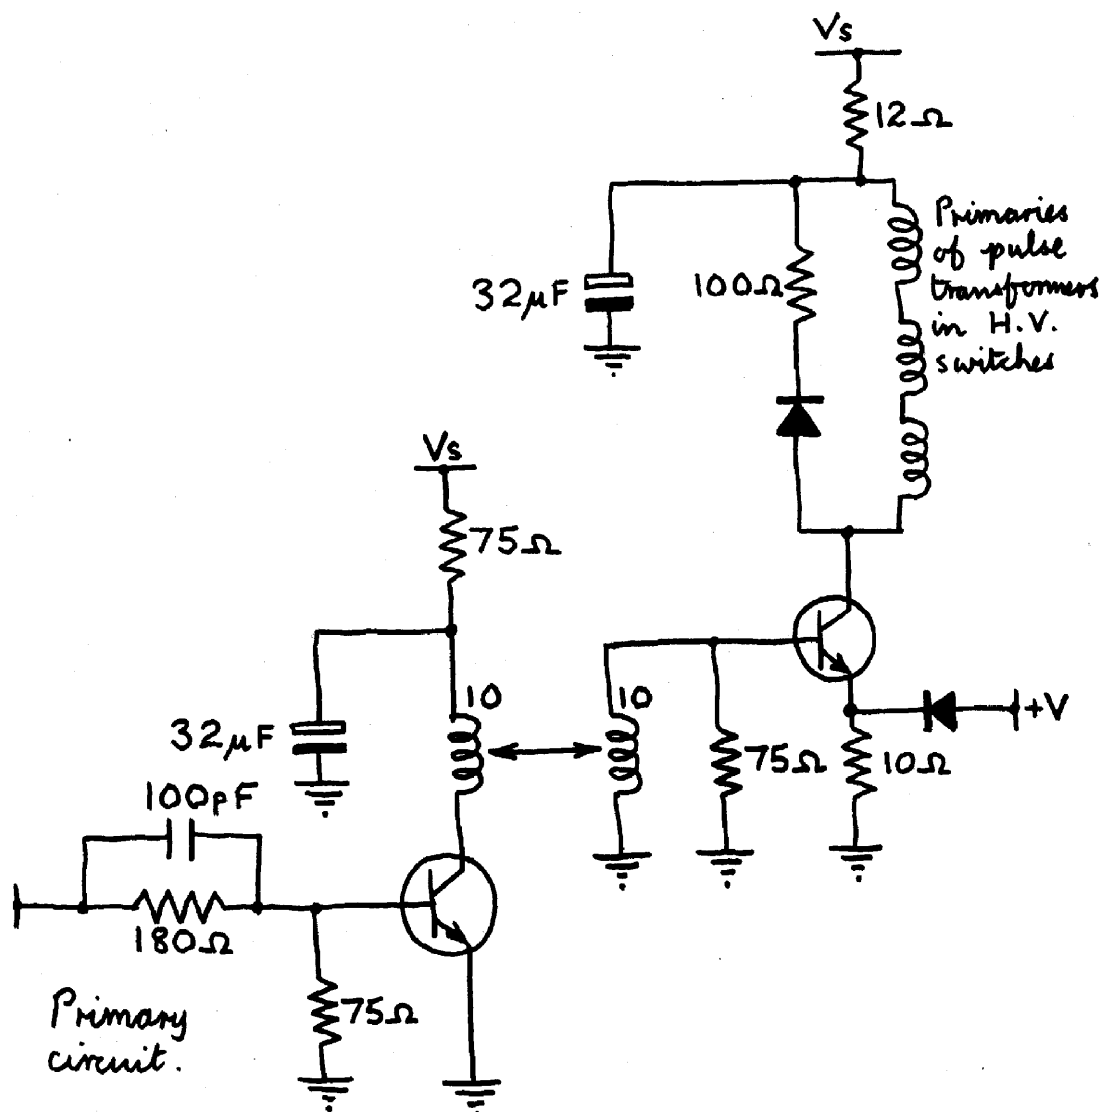 Vs
12Ω
Primaries
of pulse
transformers
in H.V.
switches
100Ω
32μF
Vs
75Ω
10
10
+V
32μF
75Ω
10Ω
100pF
180Ω
75Ω
Primary
circuit.